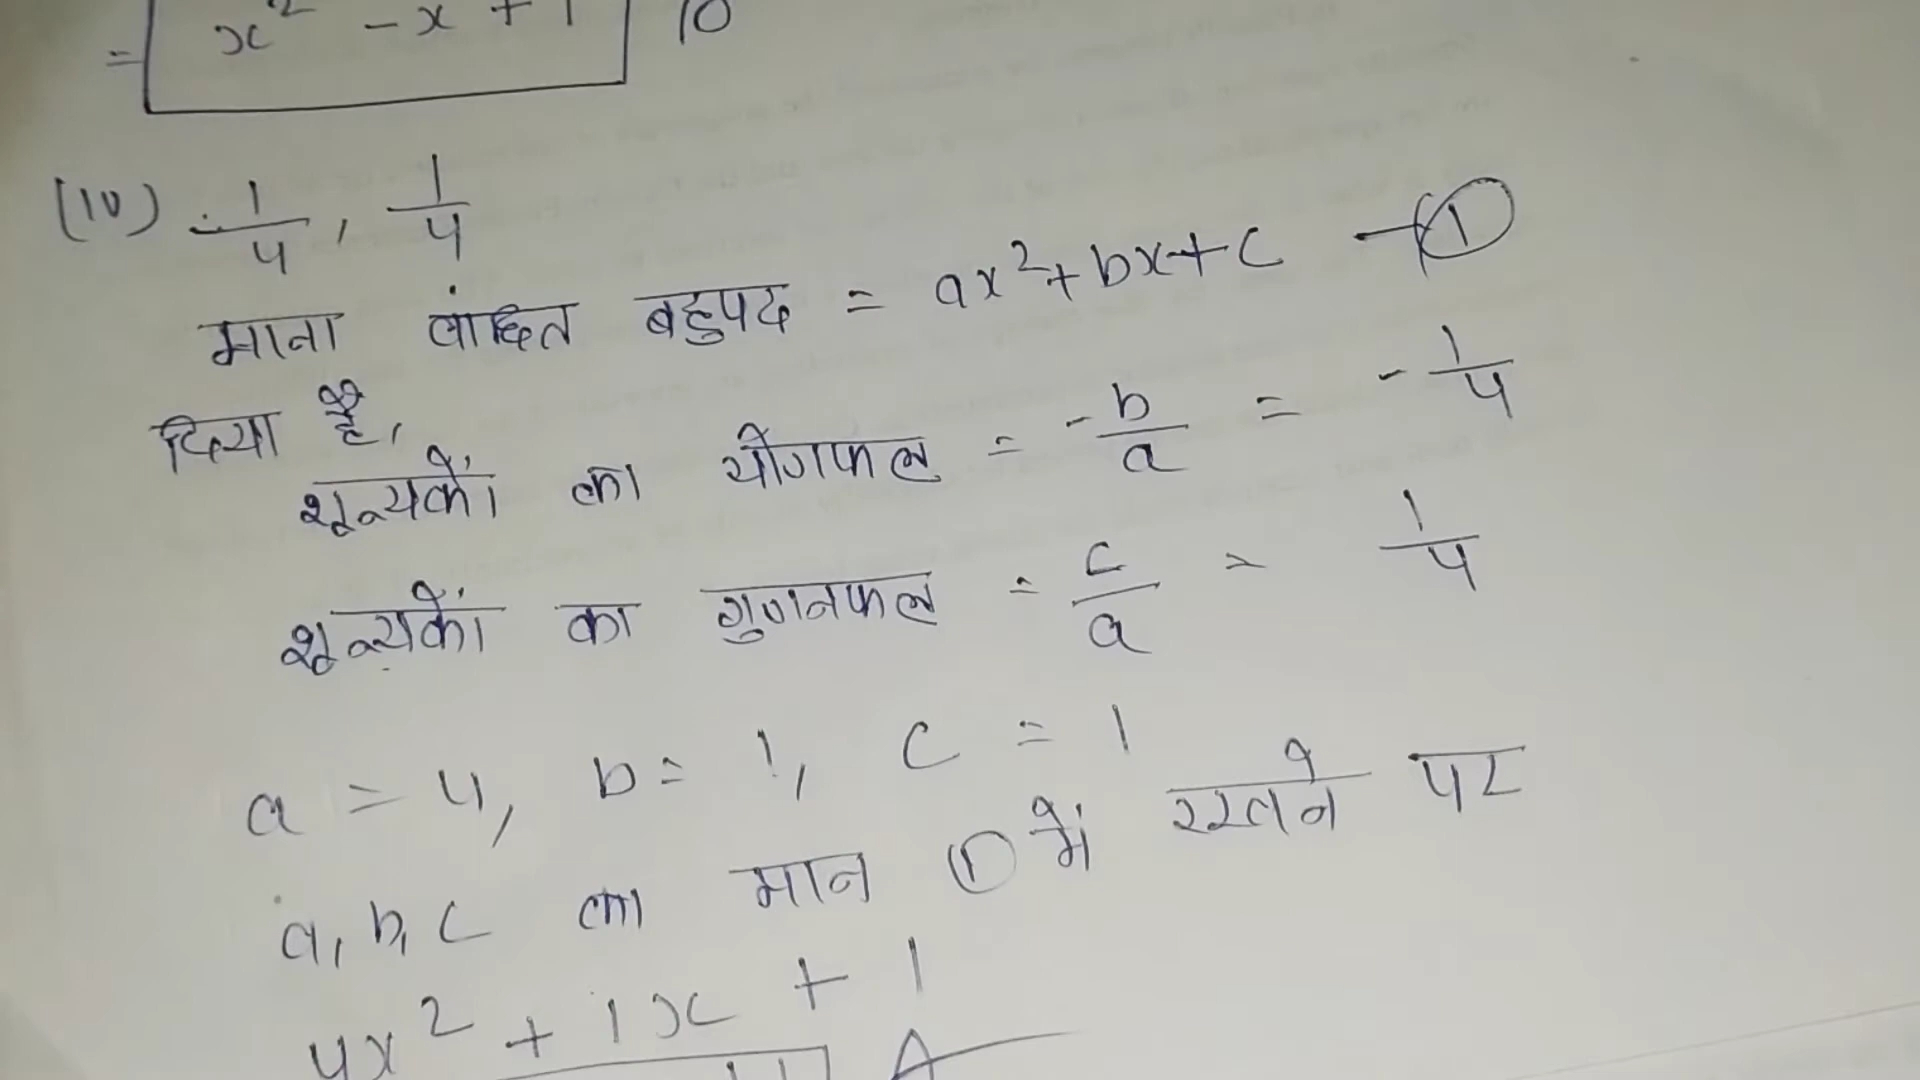 = x² - x + 1
(iv) -1/4, 1/4
माना वांछित बहुपद = ax² + bx + c —①
दिया है,
शून्यकों का योगफल = -b/a = -1/4
शून्यकों का गुणनफल = c/a = 1/4
a = 4, b = 1, c = 1
a, b, c का मान ① में रखने पर
4x² + 1x + 1